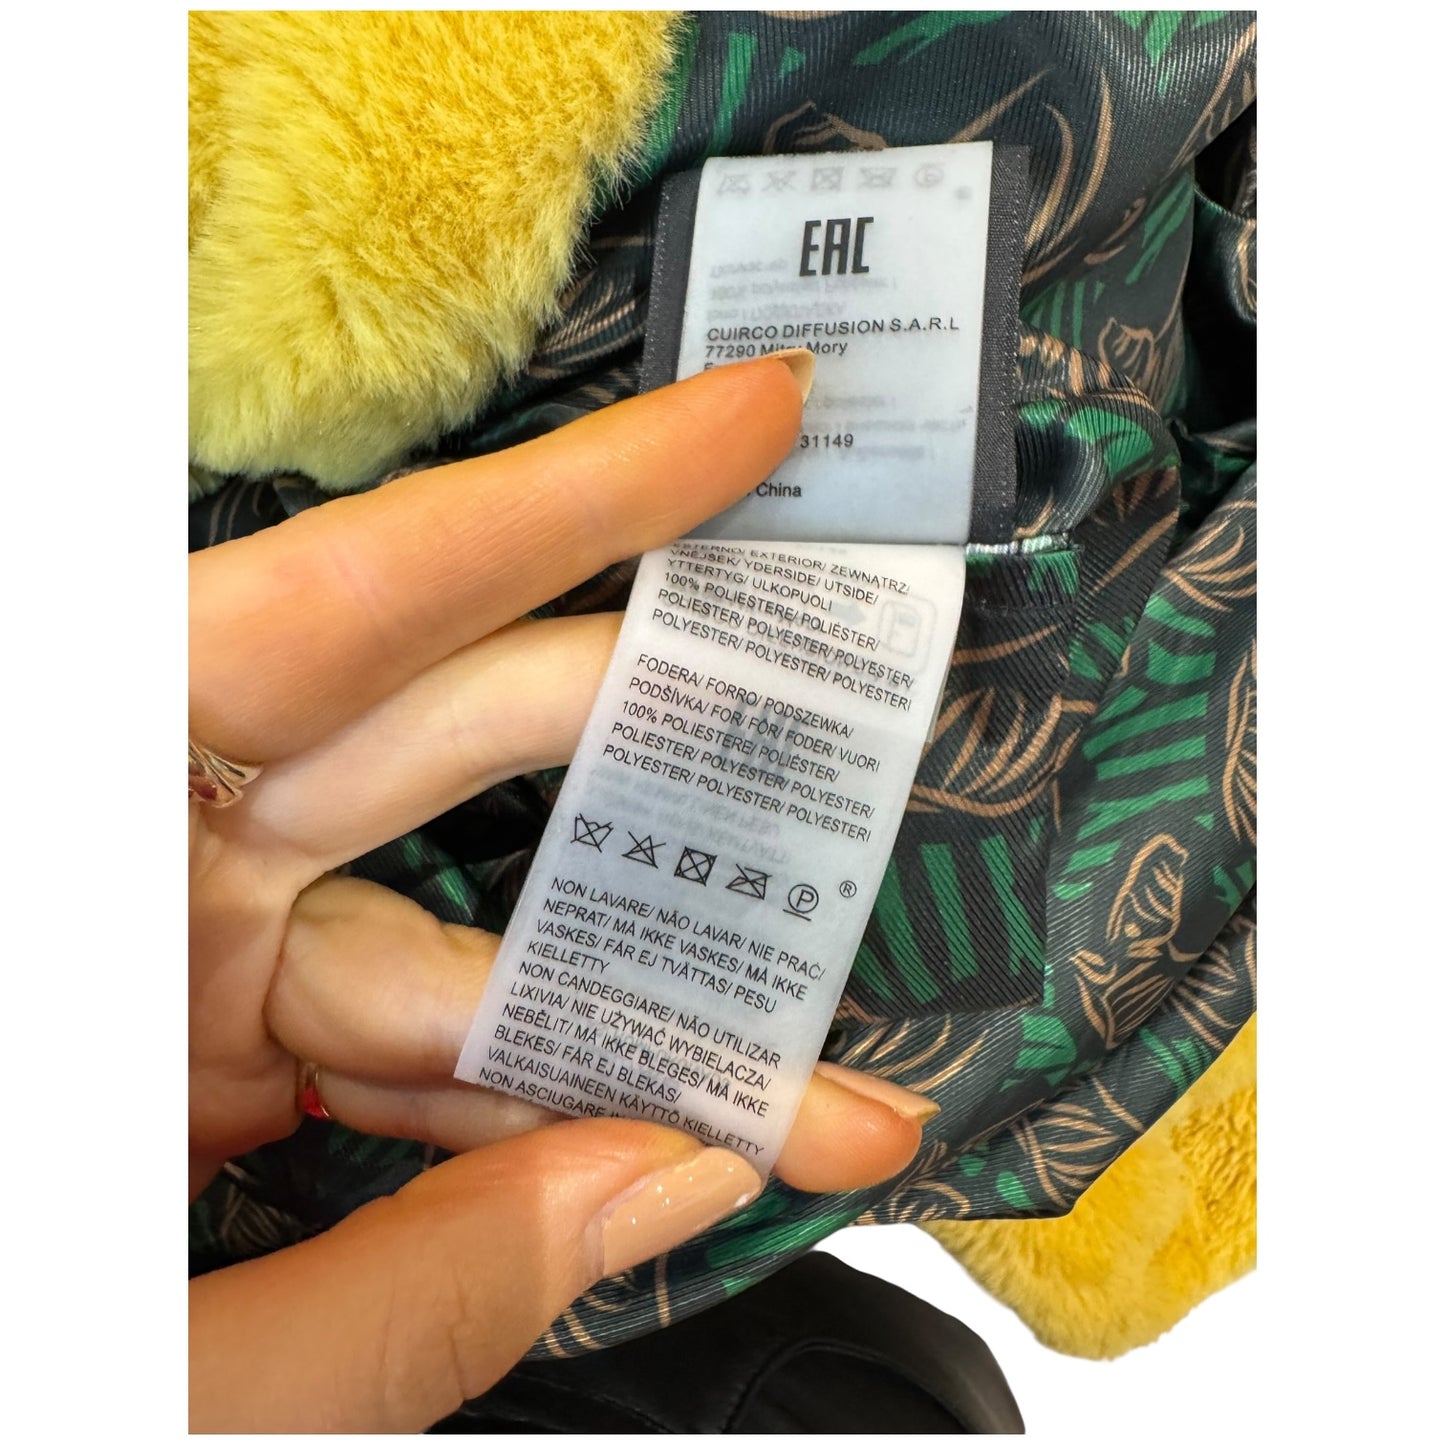 EAC
CUIRCO DIFFUSION S.A.R.L
77290 Mitry Mory
31149
China
ESTERNO/ EXTERIOR/ ZEWNĄTRZ/
VNĚJSEK/ YDERSIDE/ UTSIDE/
YTTERTYG/ ULKOPUOLI
100% POLIESTERE/ POLIÉSTER/
POLIESTER/ POLYESTER/ POLYESTER/
POLYESTER/ POLYESTER/ POLYESTERI
FODERA/ FORRO/ PODSZEWKA/
PODŠÍVKA/ FOR/ FÔR/ FODER/ VUORI
100% POLIESTERE/ POLIÉSTER/
POLIESTER/ POLYESTER/ POLYESTER/
POLYESTER/ POLYESTER/ POLYESTERI
P ®
NON LAVARE/ NÃO LAVAR/ NIE PRAĆ/
NEPRAT/ MÅ IKKE VASKES/ MÅ IKKE
VASKES/ FÅR EJ TVÄTTAS/ PESU
KIELLETTY
NON CANDEGGIARE/ NÃO UTILIZAR
LIXIVIA/ NIE UŻYWAĆ WYBIELACZA/
NEBĚLIT/ MÅ IKKE BLEGES/ MÅ IKKE
BLEKES/ FÅR EJ BLEKAS/
VALKAISUAINEEN KÄYTTÖ KIELLETTY
NON ASCIUGARE